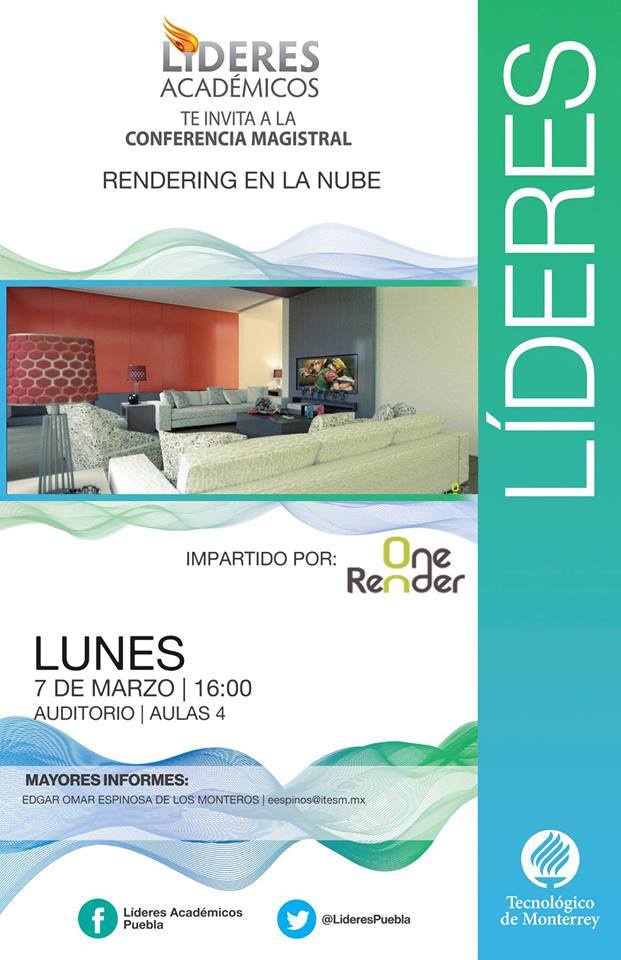 LÍDERES
ACADÉMICOS
TE INVITA A LA
CONFERENCIA MAGISTRAL
RENDERING EN LA NUBE
IMPARTIDO POR:
One
Render
LUNES
7 DE MARZO | 16:00
AUDITORIO | AULAS 4
MAYORES INFORMES:
EDGAR OMAR ESPINOSA DE LOS MONTEROS | eespinos@itesm.mx
Líderes Académicos
Puebla
@LideresPuebla
LÍDERES
Tecnológico
de Monterrey